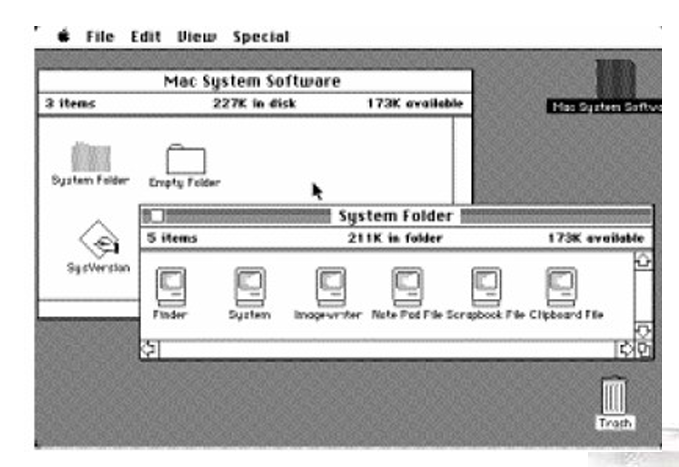 File Edit View Special
Mac System Software
3 items 227K in disk 173K available
Mac System Softwa
System Folder Empty Folder
SysVersion
System Folder
5 items 211K in folder 173K available
Finder System Imagewriter Note Pad File Scrapbook File Clipboard File
Trash